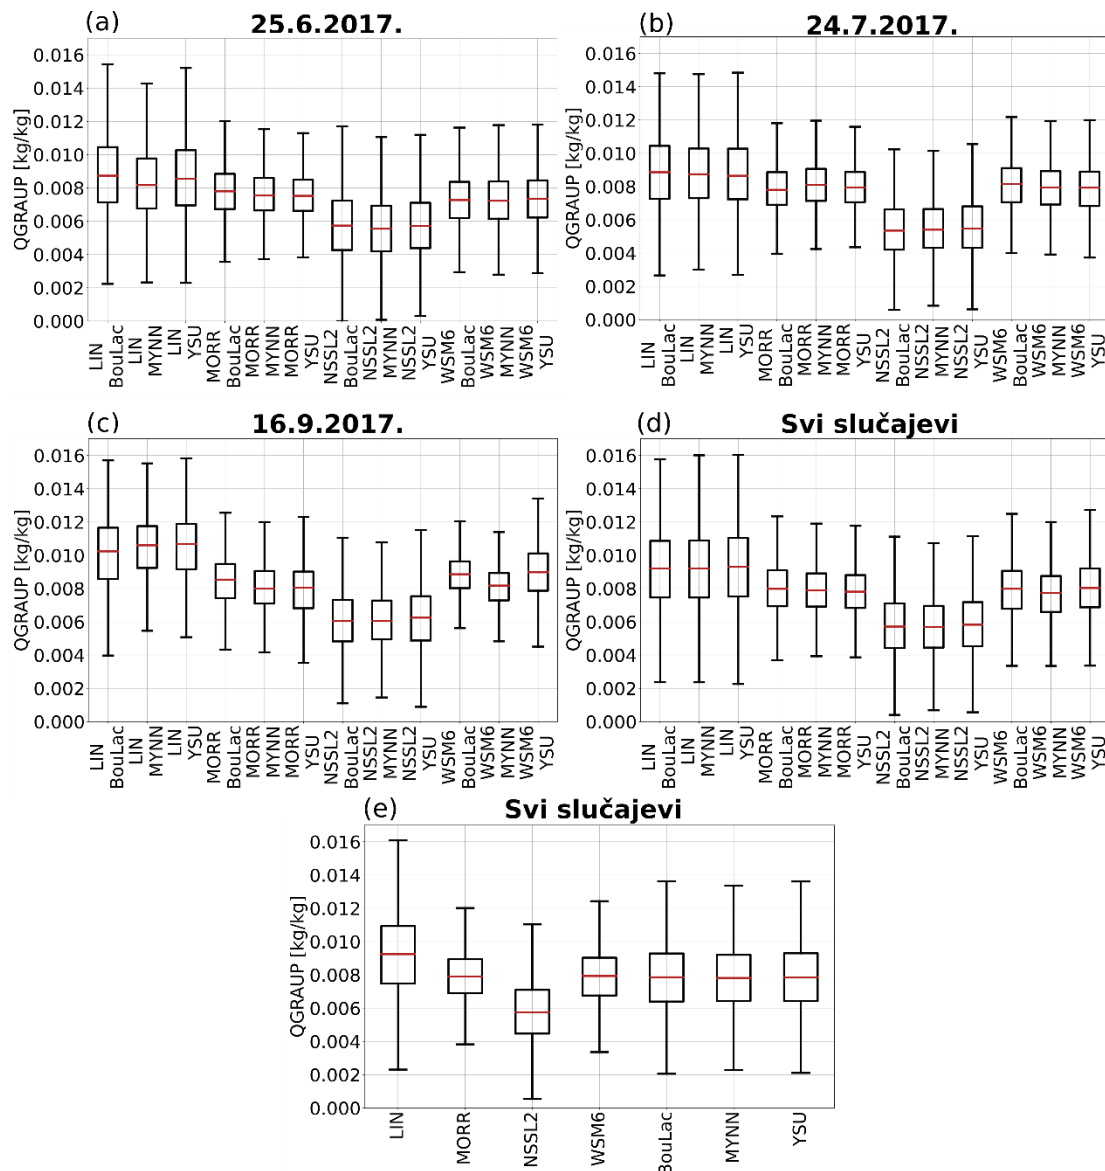 (a) 25.6.2017.
QGRAUP [kg/kg]
0.016
0.014
0.012
0.010
0.008
0.006
0.004
0.002
0.000
LIN BouLac
LIN MYNN
LIN YSU
MORR BouLac
MORR MYNN
MORR YSU
NSSL2 BouLac
NSSL2 MYNN
NSSL2 YSU
WSM6 BouLac
WSM6 MYNN
WSM6 YSU
(b) 24.7.2017.
QGRAUP [kg/kg]
0.016
0.014
0.012
0.010
0.008
0.006
0.004
0.002
0.000
LIN BouLac
LIN MYNN
LIN YSU
MORR BouLac
MORR MYNN
MORR YSU
NSSL2 BouLac
NSSL2 MYNN
NSSL2 YSU
WSM6 BouLac
WSM6 MYNN
WSM6 YSU
(c) 16.9.2017.
QGRAUP [kg/kg]
0.016
0.014
0.012
0.010
0.008
0.006
0.004
0.002
0.000
LIN BouLac
LIN MYNN
LIN YSU
MORR BouLac
MORR MYNN
MORR YSU
NSSL2 BouLac
NSSL2 MYNN
NSSL2 YSU
WSM6 BouLac
WSM6 MYNN
WSM6 YSU
(d) Svi slučajevi
QGRAUP [kg/kg]
0.016
0.014
0.012
0.010
0.008
0.006
0.004
0.002
0.000
LIN BouLac
LIN MYNN
LIN YSU
MORR BouLac
MORR MYNN
MORR YSU
NSSL2 BouLac
NSSL2 MYNN
NSSL2 YSU
WSM6 BouLac
WSM6 MYNN
WSM6 YSU
(e) Svi slučajevi
QGRAUP [kg/kg]
0.016
0.014
0.012
0.010
0.008
0.006
0.004
0.002
0.000
LIN
MORR
NSSL2
WSM6
BouLac
MYNN
YSU